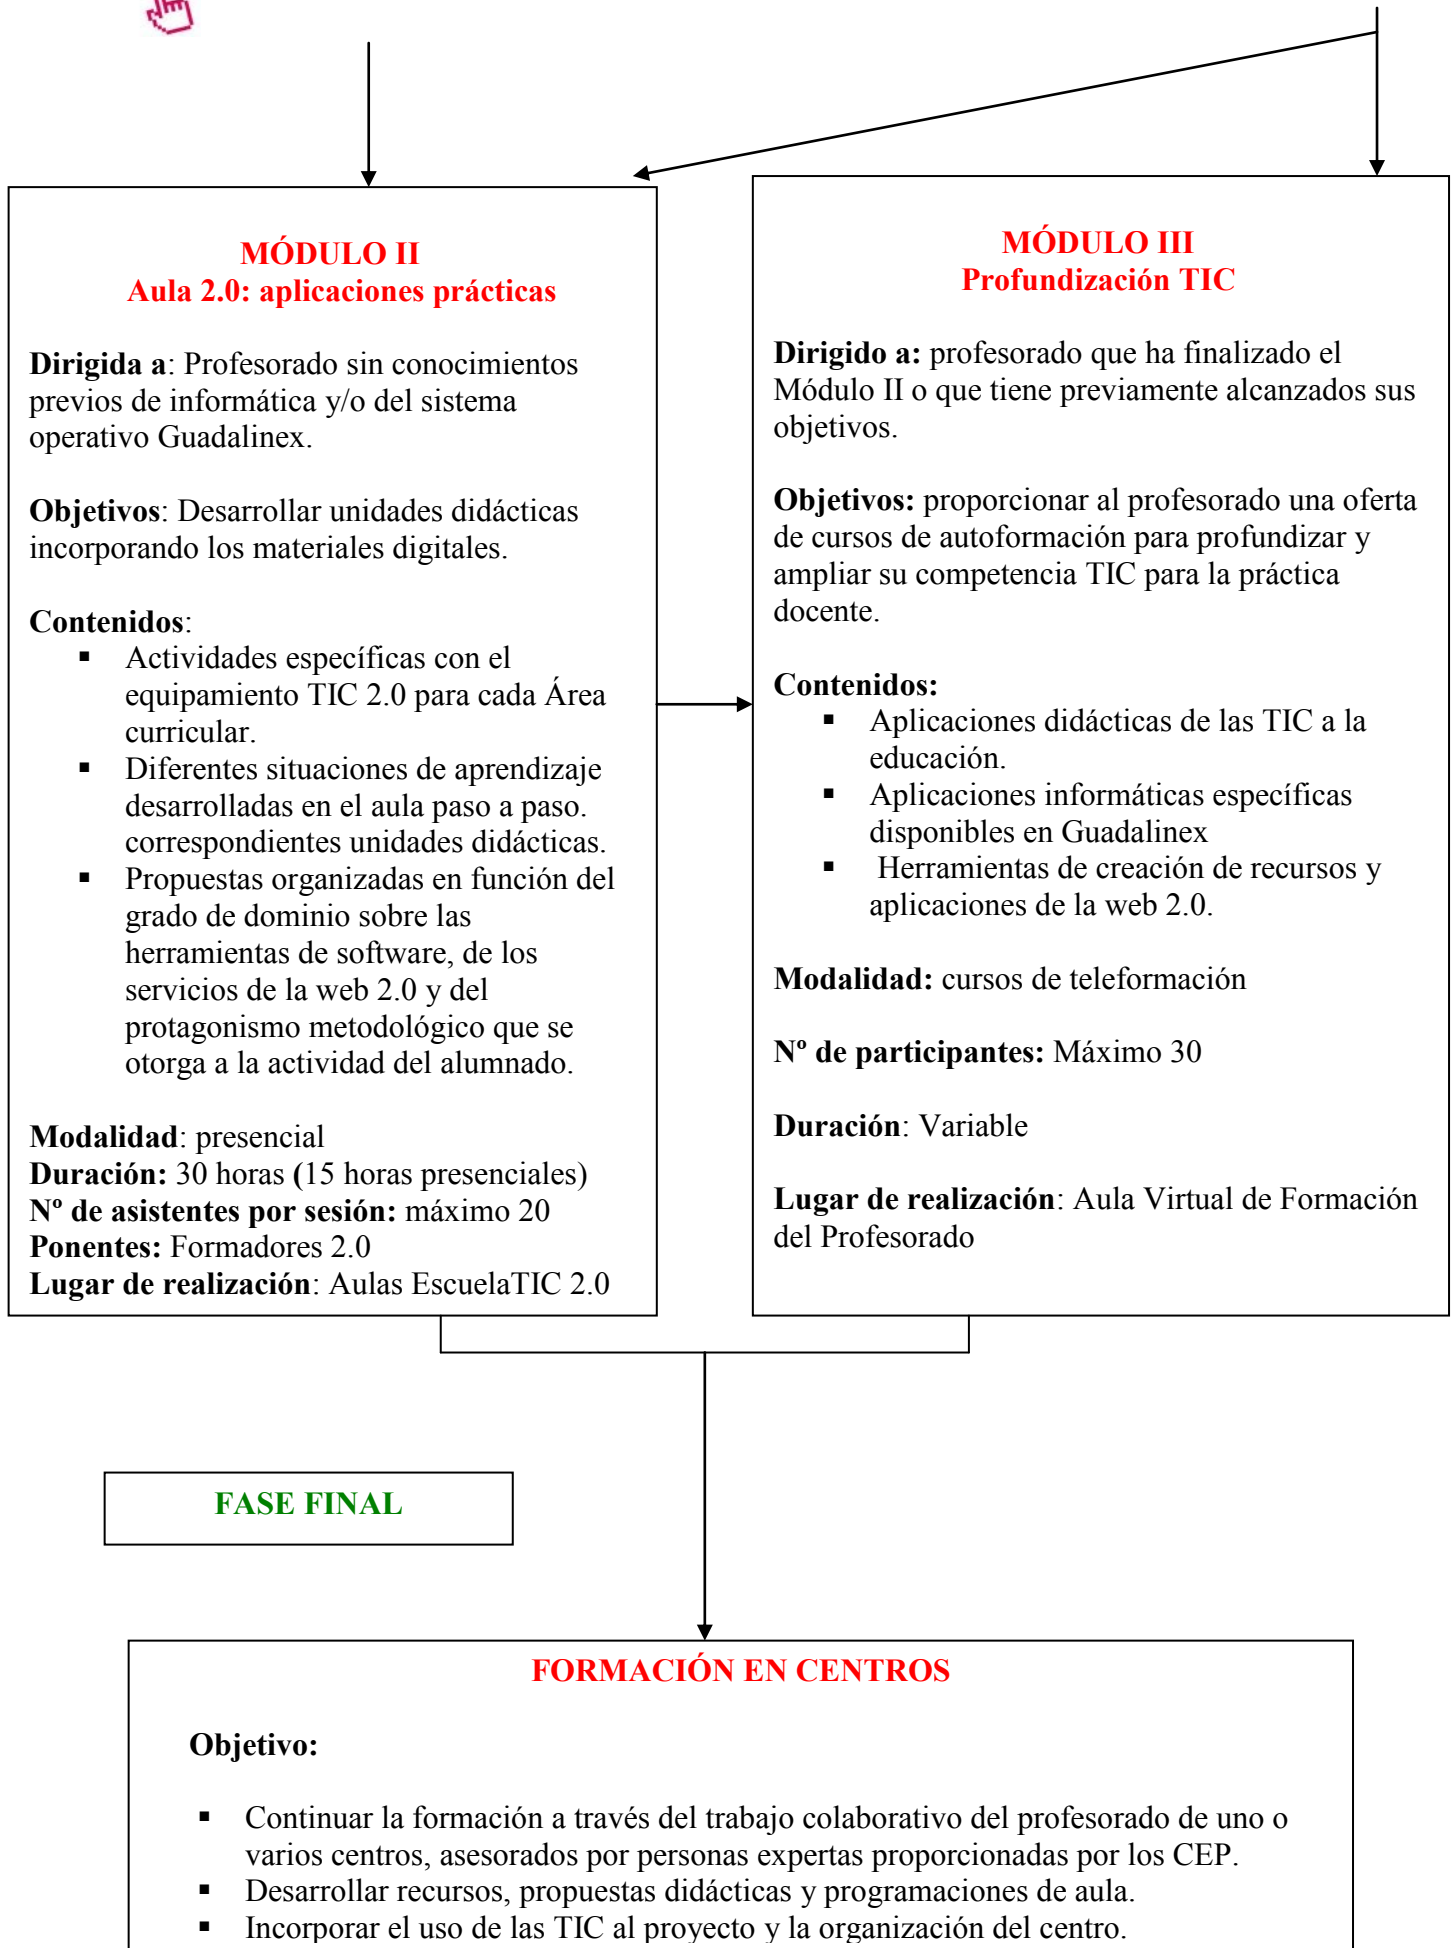 MÓDULO II
Aula 2.0: aplicaciones prácticas
Dirigida a: Profesorado sin conocimientos
previos de informática y/o del sistema
operativo Guadalinex.
Objetivos: Desarrollar unidades didácticas
incorporando los materiales digitales.
Contenidos:
▪ Actividades específicas con el
equipamiento TIC 2.0 para cada Área
curricular.
▪ Diferentes situaciones de aprendizaje
desarrolladas en el aula paso a paso.
correspondientes unidades didácticas.
▪ Propuestas organizadas en función del
grado de dominio sobre las
herramientas de software, de los
servicios de la web 2.0 y del
protagonismo metodológico que se
otorga a la actividad del alumnado.
Modalidad: presencial
Duración: 30 horas (15 horas presenciales)
Nº de asistentes por sesión: máximo 20
Ponentes: Formadores 2.0
Lugar de realización: Aulas EscuelaTIC 2.0
MÓDULO III
Profundización TIC
Dirigido a: profesorado que ha finalizado el
Módulo II o que tiene previamente alcanzados sus
objetivos.
Objetivos: proporcionar al profesorado una oferta
de cursos de autoformación para profundizar y
ampliar su competencia TIC para la práctica
docente.
Contenidos:
▪ Aplicaciones didácticas de las TIC a la
educación.
▪ Aplicaciones informáticas específicas
disponibles en Guadalinex
▪ Herramientas de creación de recursos y
aplicaciones de la web 2.0.
Modalidad: cursos de teleformación
Nº de participantes: Máximo 30
Duración: Variable
Lugar de realización: Aula Virtual de Formación
del Profesorado
FASE FINAL
FORMACIÓN EN CENTROS
Objetivo:
▪ Continuar la formación a través del trabajo colaborativo del profesorado de uno o
varios centros, asesorados por personas expertas proporcionadas por los CEP.
▪ Desarrollar recursos, propuestas didácticas y programaciones de aula.
▪ Incorporar el uso de las TIC al proyecto y la organización del centro.